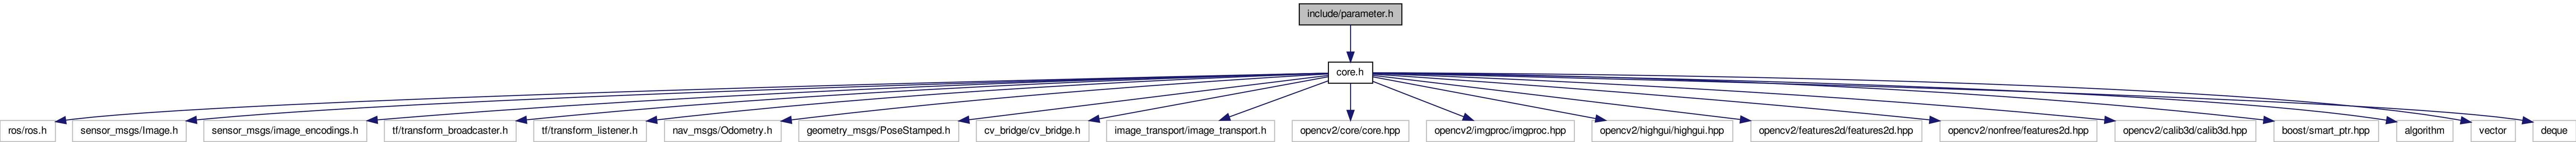 include/parameter.h
core.h
ros/ros.h
sensor_msgs/Image.h
sensor_msgs/image_encodings.h
tf/transform_broadcaster.h
tf/transform_listener.h
nav_msgs/Odometry.h
geometry_msgs/PoseStamped.h
cv_bridge/cv_bridge.h
image_transport/image_transport.h
opencv2/core/core.hpp
opencv2/imgproc/imgproc.hpp
opencv2/highgui/highgui.hpp
opencv2/features2d/features2d.hpp
opencv2/nonfree/features2d.hpp
opencv2/calib3d/calib3d.hpp
boost/smart_ptr.hpp
algorithm
vector
deque